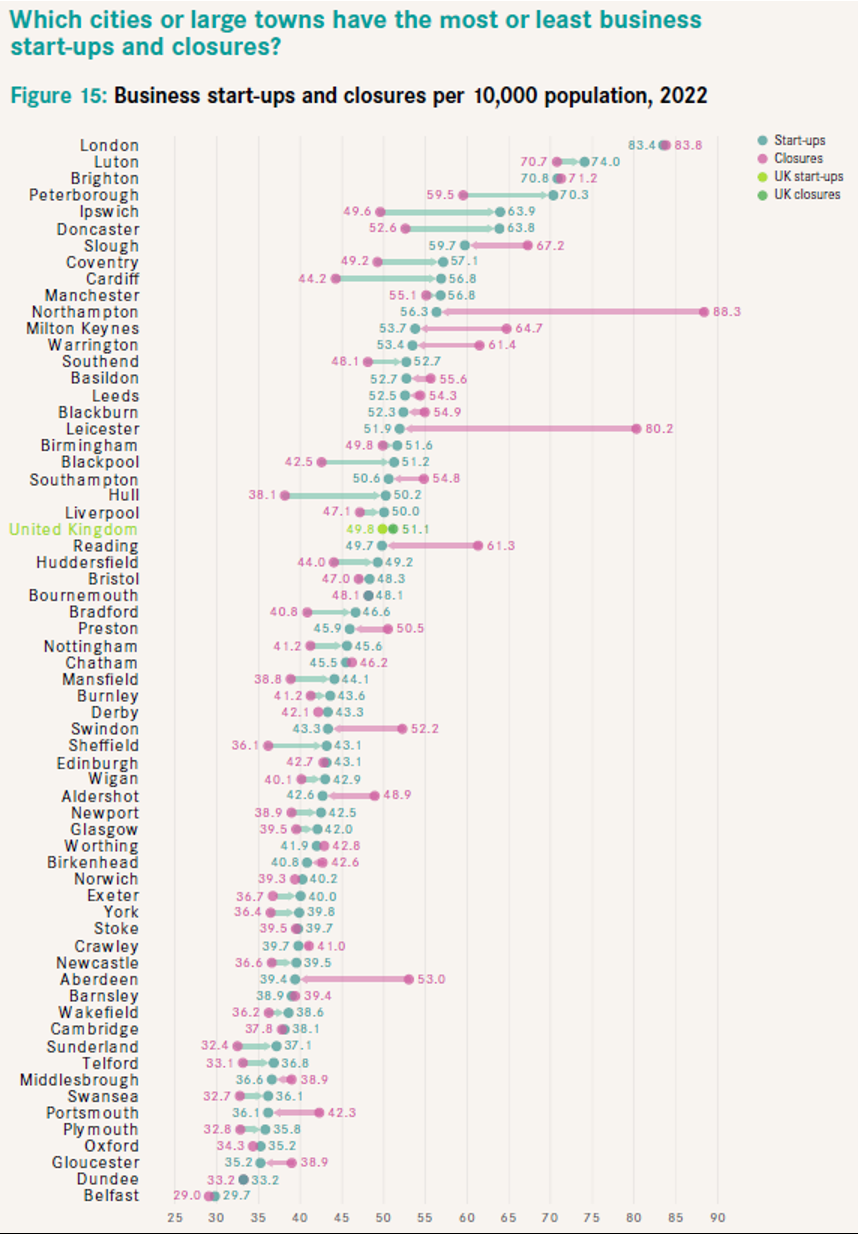 Which cities or large towns have the most or least business
start-ups and closures?
Figure 15: Business start-ups and closures per 10,000 population, 2022
Start-ups
Closures
UK start-ups
UK closures
London 83.4 83.8
Luton 70.7 74.0
Brighton 70.8 71.2
Peterborough 59.5 70.3
Ipswich 49.6 63.9
Doncaster 52.6 63.8
Slough 59.7 67.2
Coventry 49.2 57.1
Cardiff 44.2 56.8
Manchester 55.1 56.8
Northampton 56.3 88.3
Milton Keynes 53.7 64.7
Warrington 53.4 61.4
Southend 48.1 52.7
Basildon 52.7 55.6
Leeds 52.5 54.3
Blackburn 52.3 54.9
Leicester 51.9 80.2
Birmingham 49.8 51.6
Blackpool 42.5 51.2
Southampton 50.6 54.8
Hull 38.1 50.2
Liverpool 47.1 50.0
United Kingdom 49.8 51.1
Reading 49.7 61.3
Huddersfield 44.0 49.2
Bristol 47.0 48.3
Bournemouth 48.1 48.1
Bradford 40.8 46.6
Preston 45.9 50.5
Nottingham 41.2 45.6
Chatham 45.5 46.2
Mansfield 38.8 44.1
Burnley 41.2 43.6
Derby 42.1 43.3
Swindon 43.3 52.2
Sheffield 36.1 43.1
Edinburgh 42.7 43.1
Wigan 40.1 42.9
Aldershot 42.6 48.9
Newport 38.9 42.5
Glasgow 39.5 42.0
Worthing 41.9 42.8
Birkenhead 40.8 42.6
Norwich 39.3 40.2
Exeter 36.7 40.0
York 36.4 39.8
Stoke 39.5 39.7
Crawley 39.7 41.0
Newcastle 36.6 39.5
Aberdeen 39.4 53.0
Barnsley 38.9 39.4
Wakefield 36.2 38.6
Cambridge 37.8 38.1
Sunderland 32.4 37.1
Telford 33.1 36.8
Middlesbrough 36.6 38.9
Swansea 32.7 36.1
Portsmouth 36.1 42.3
Plymouth 32.8 35.8
Oxford 34.3 35.2
Gloucester 35.2 38.9
Dundee 33.2 33.2
Belfast 29.0 29.7
25 30 35 40 45 50 55 60 65 70 75 80 85 90